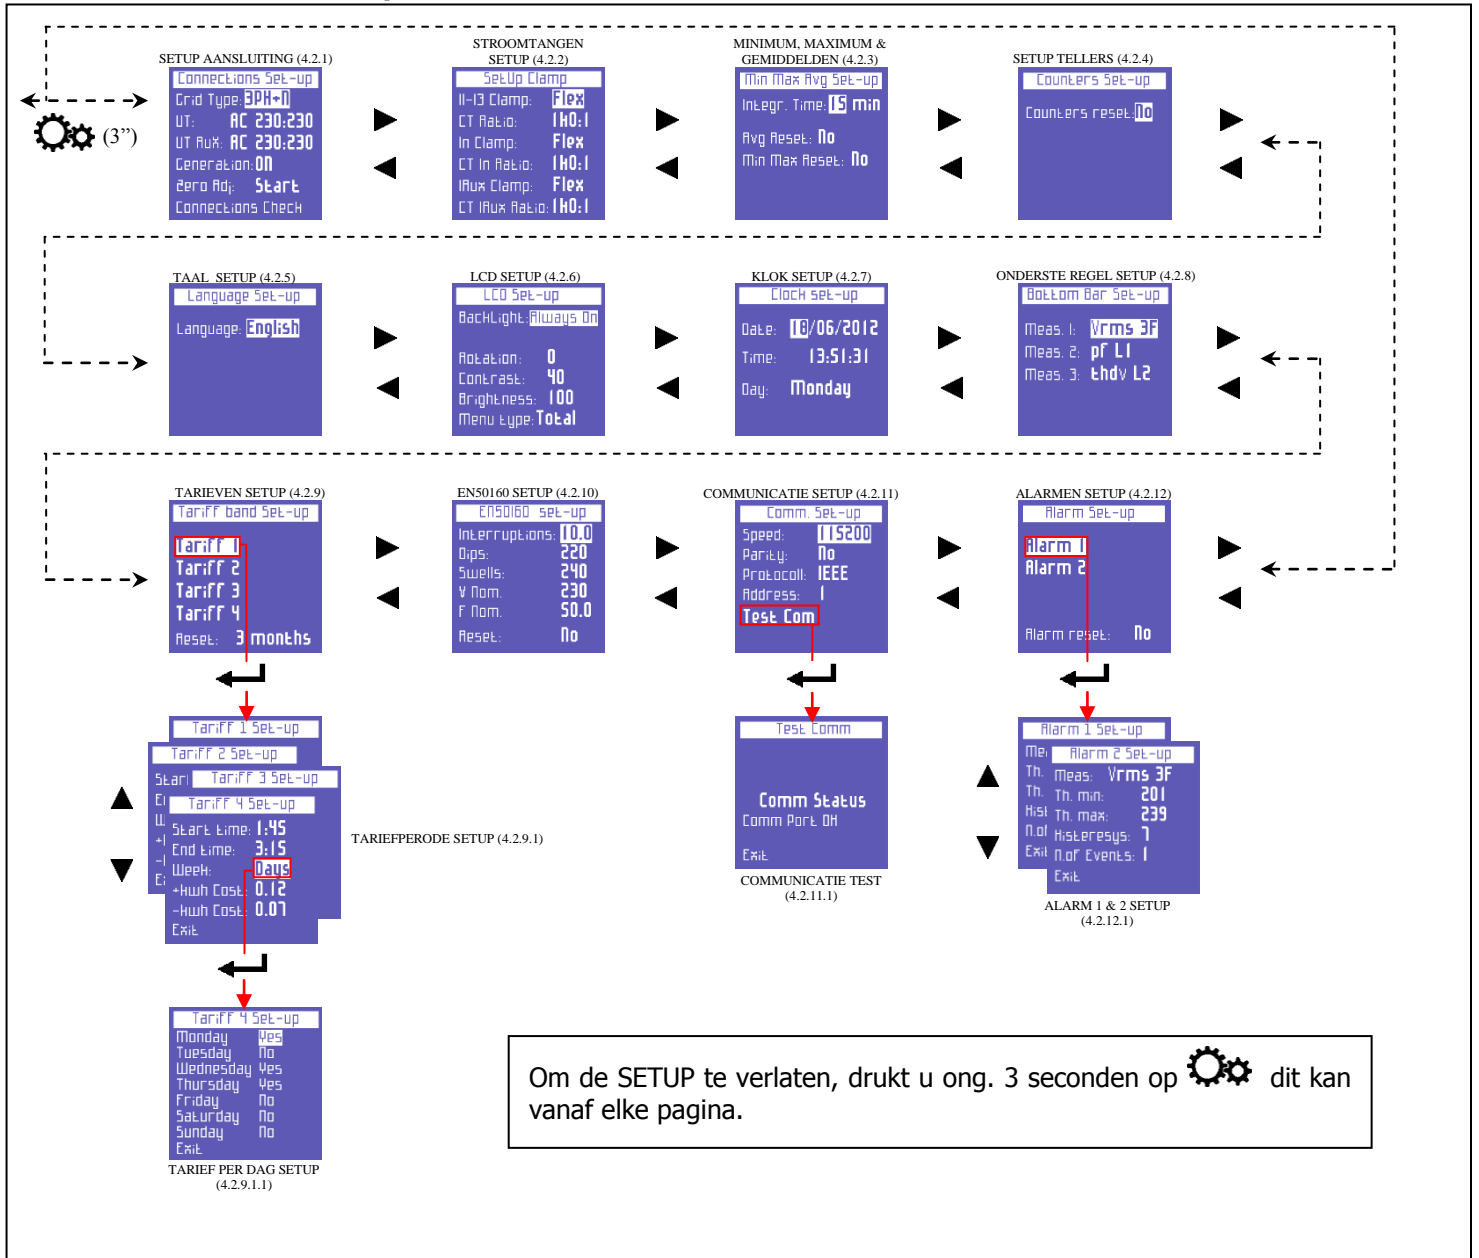 SETUP AANSLUITING (4.2.1)
Connections Set-up
Grid Type: 3PH+N
VT: AC 230:230
VT Aux: AC 230:230
Generation: ON
Zero Adj: Start
Connections Check
(3”)
STROOMTANGEN
SETUP (4.2.2)
SetUp Clamp
I1-I3 Clamp: Flex
CT Ratio: 1k0:1
In Clamp: Flex
CT In Ratio: 1k0:1
IAux Clamp: Flex
CT IAux Ratio: 1k0:1
MINIMUM, MAXIMUM &
GEMIDDELDEN (4.2.3)
Min Max Avg Set-up
Integr. Time: 15 min
Avg Reset: No
Min Max Reset: No
SETUP TELLERS (4.2.4)
Counters Set-up
Counters reset: No
TAAL SETUP (4.2.5)
Language Set-up
Language: English
LCD SETUP (4.2.6)
LCD Set-up
BackLight: Always On
Rotation: 0
Contrast: 40
Brightness: 100
Menu type: Total
KLOK SETUP (4.2.7)
Clock set-up
Date: 18/06/2012
Time: 13:51:31
Day: Monday
ONDERSTE REGEL SETUP (4.2.8)
Bottom Bar Set-up
Meas. 1: Vrms 3F
Meas. 2: pf L1
Meas. 3: thdv L2
TARIEVEN SETUP (4.2.9)
Tariff band Set-up
Tariff 1
Tariff 2
Tariff 3
Tariff 4
Reset: 3 months
EN50160 SETUP (4.2.10)
EN50160 set-up
Interruptions: 10.0
Dips: 220
Swells: 240
V Nom. 230
F Nom. 50.0
Reset: No
COMMUNICATIE SETUP (4.2.11)
Comm. Set-up
Speed: 115200
Parity: No
Protocoll: IEEE
Address: 1
Test Com
ALARMEN SETUP (4.2.12)
Alarm Set-up
Alarm 1
Alarm 2
Alarm reset: No
Tariff 1 Set-up
Tariff 2 Set-up
Tariff 3 Set-up
Tariff 4 Set-up
Start time: 1:45
End time: 3:15
Week: Days
+kWh Cost: 0.12
-kWh Cost: 0.07
Exit
TARIEFPERODE SETUP (4.2.9.1)
Test Comm
Comm Status
Comm Port OK
Exit
COMMUNICATIE TEST
(4.2.11.1)
Alarm 1 Set-up
Alarm 2 Set-up
Meas: Vrms 3F
Th. min: 201
Th. max: 239
Histeresys: 7
N.of Events: 1
Exit
ALARM 1 & 2 SETUP
(4.2.12.1)
Tariff 4 Set-up
Monday Yes
Tuesday No
Wednesday Yes
Thursday Yes
Friday No
Saturday No
Sunday No
Exit
TARIEF PER DAG SETUP
(4.2.9.1.1)
Om de SETUP te verlaten, drukt u ong. 3 seconden op dit kan
vanaf elke pagina.